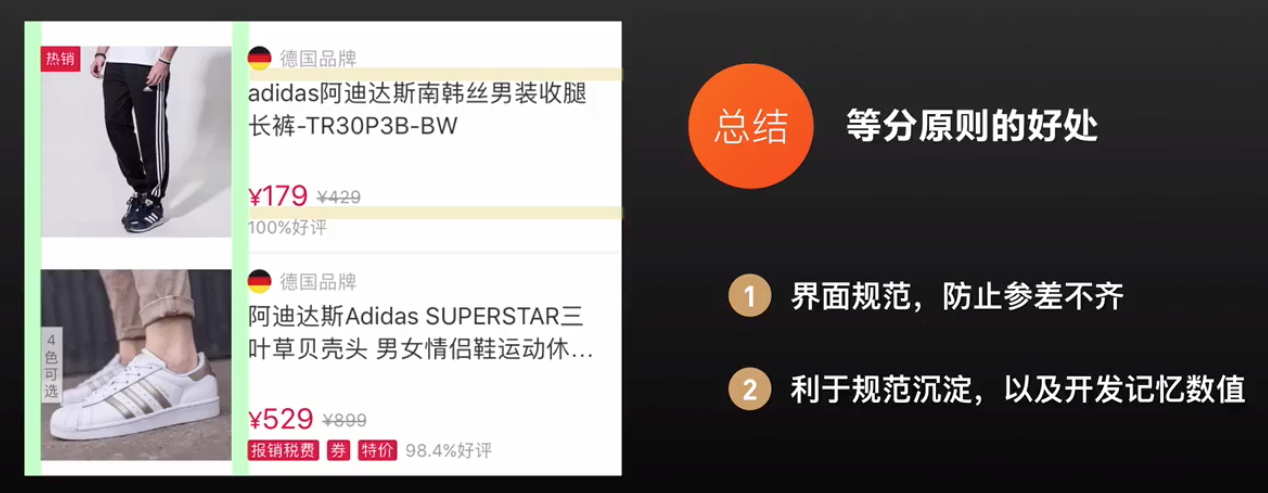 热销
德国品牌
adidas阿迪达斯南韩丝男装收腿
长裤-TR30P3B-BW
¥179 ¥429
100%好评
4
色
可
选
德国品牌
阿迪达斯Adidas SUPERSTAR三
叶草贝壳头 男女情侣鞋运动休...
¥529 ¥899
报销税费 券 特价 98.4%好评
总结 等分原则的好处
1 界面规范，防止参差不齐
2 利于规范沉淀，以及开发记忆数值